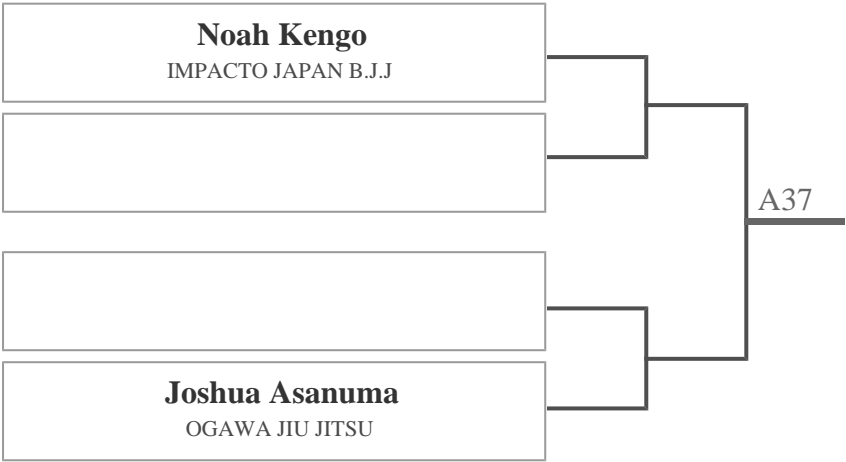 Noah Kengo
IMPACTO JAPAN B.J.J
A37
Joshua Asanuma
OGAWA JIU JITSU